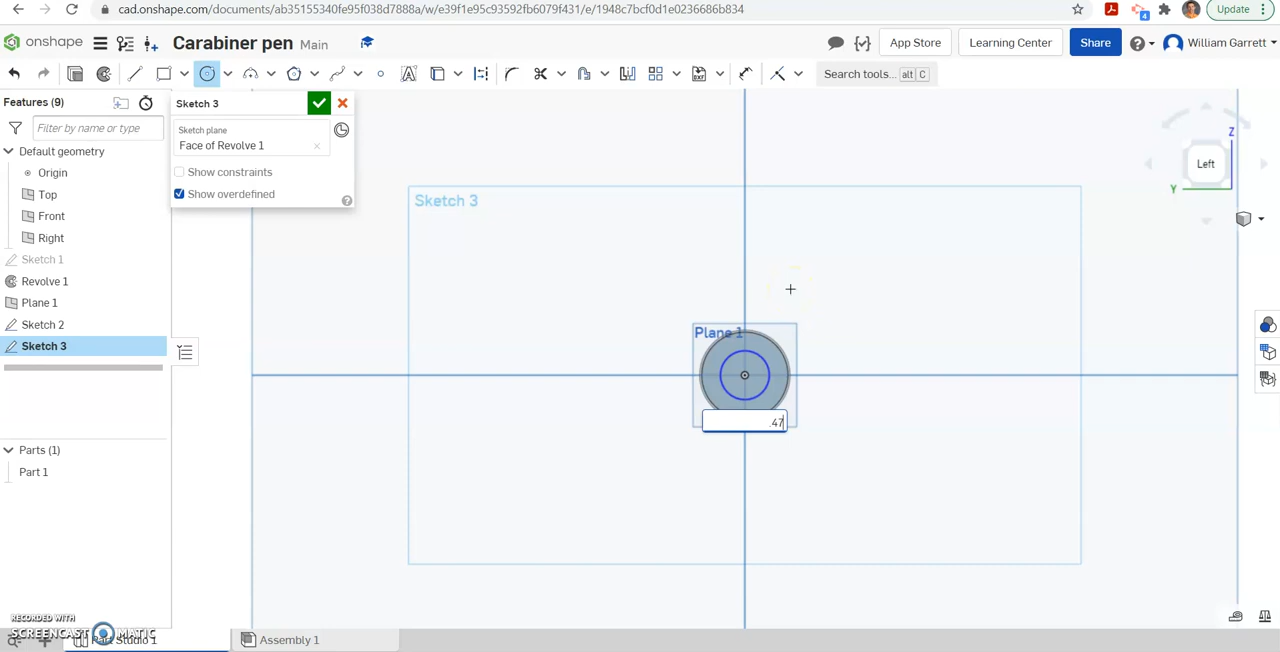 cad.onshape.com/documents/ab35155340fe95f038d7888a/w/e39f1e95c93592fb6079f431/e/1948c7bcf0d1e0236686b834
Update
onshape
Carabiner pen Main
App Store
Learning Center
Share
William Garrett
Search tools... alt C
Features (9)
Filter by name or type
Default geometry
Origin
Top
Front
Right
Sketch 1
Revolve 1
Plane 1
Sketch 2
Sketch 3
Parts (1)
Part 1
Sketch 3
Sketch plane
Face of Revolve 1
Show constraints
Show overdefined
Sketch 3
Plane 1
.47
Z
Left
Y
RECORDED WITH
SCREENCAST MATIC
Part Studio 1
Assembly 1